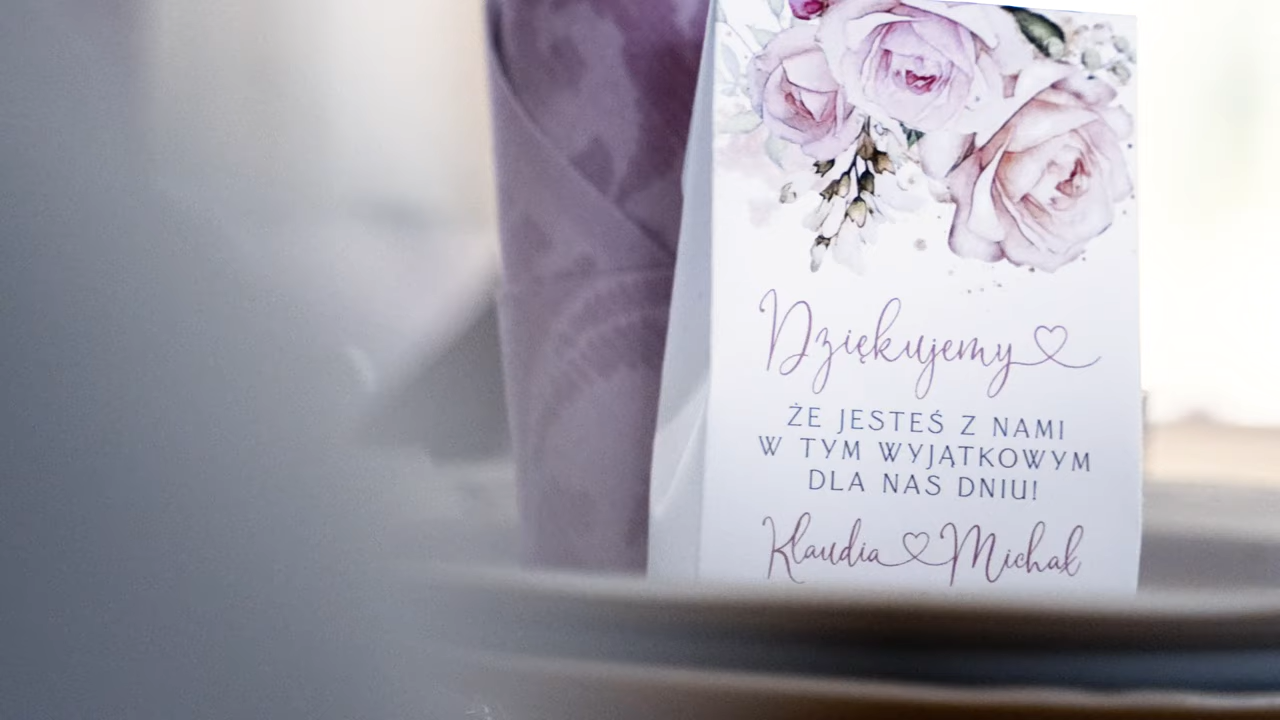 Dziękujemy
ŻE JESTEŚ Z NAMI
W TYM WYJĄTKOWYM
DLA NAS DNIU!
Klaudia Michał